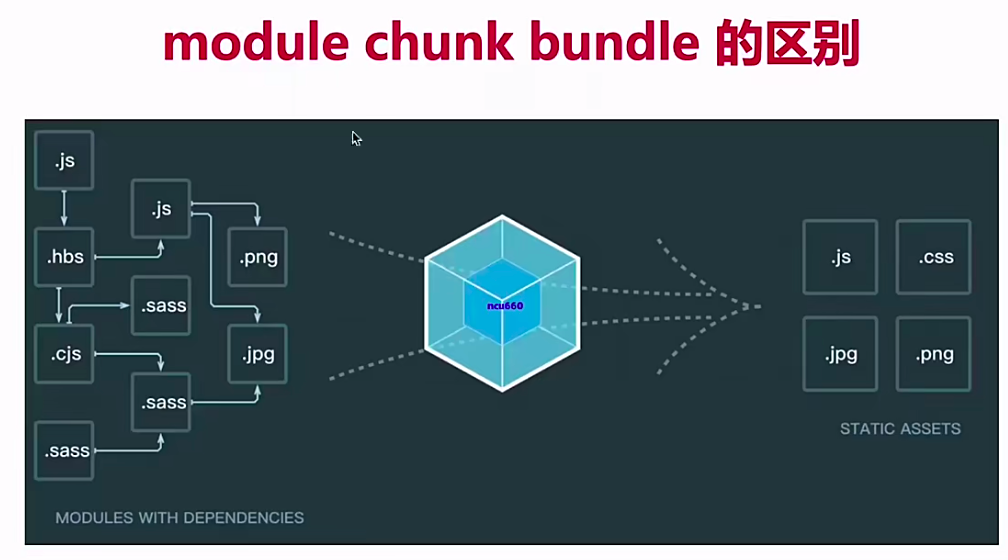 module chunk bundle 的区别
.js
.js
.hbs
.png
.sass
.cjs
.jpg
.sass
.sass
MODULES WITH DEPENDENCIES
ncu660
.js
.css
.jpg
.png
STATIC ASSETS